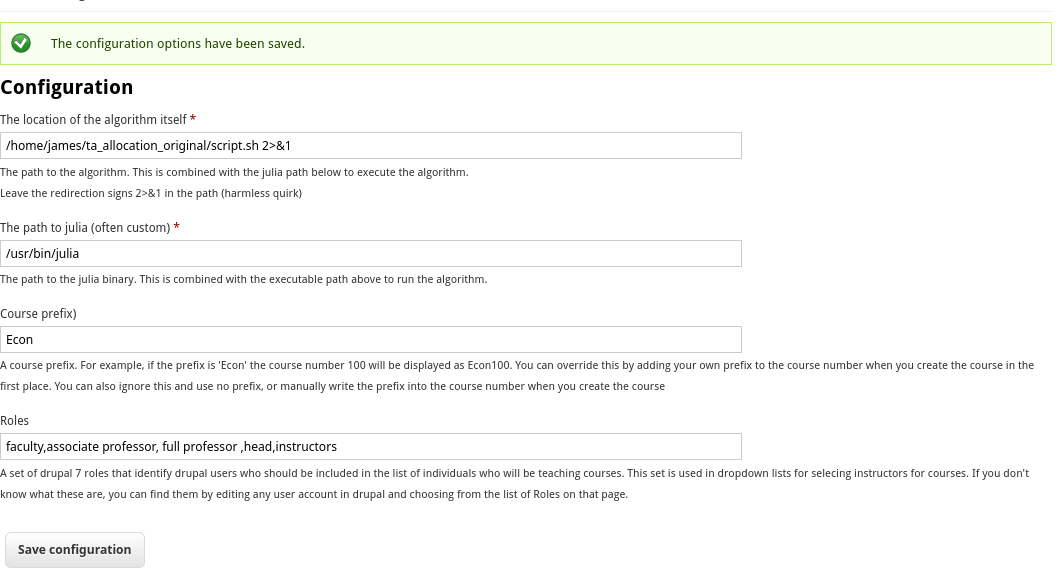 The configuration options have been saved.
Configuration
The location of the algorithm itself *
/home/james/ta_allocation_original/script.sh 2>&1
The path to the algorithm. This is combined with the julia path below to execute the algorithm.
Leave the redirection signs 2>&1 in the path (harmless quirk)
The path to julia (often custom) *
/usr/bin/julia
The path to the julia binary. This is combined with the executable path above to run the algorithm.
Course prefix)
Econ
A course prefix. For example, if the prefix is 'Econ' the course number 100 will be displayed as Econ100. You can override this by adding your own prefix to the course number when you create the course in the
first place. You can also ignore this and use no prefix, or manually write the prefix into the course number when you create the course
Roles
faculty,associate professor, full professor ,head,instructors
A set of drupal 7 roles that identify drupal users who should be included in the list of individuals who will be teaching courses. This set is used in dropdown lists for selecing instructors for courses. If you don't
know what these are, you can find them by editing any user account in drupal and choosing from the list of Roles on that page.
Save configuration